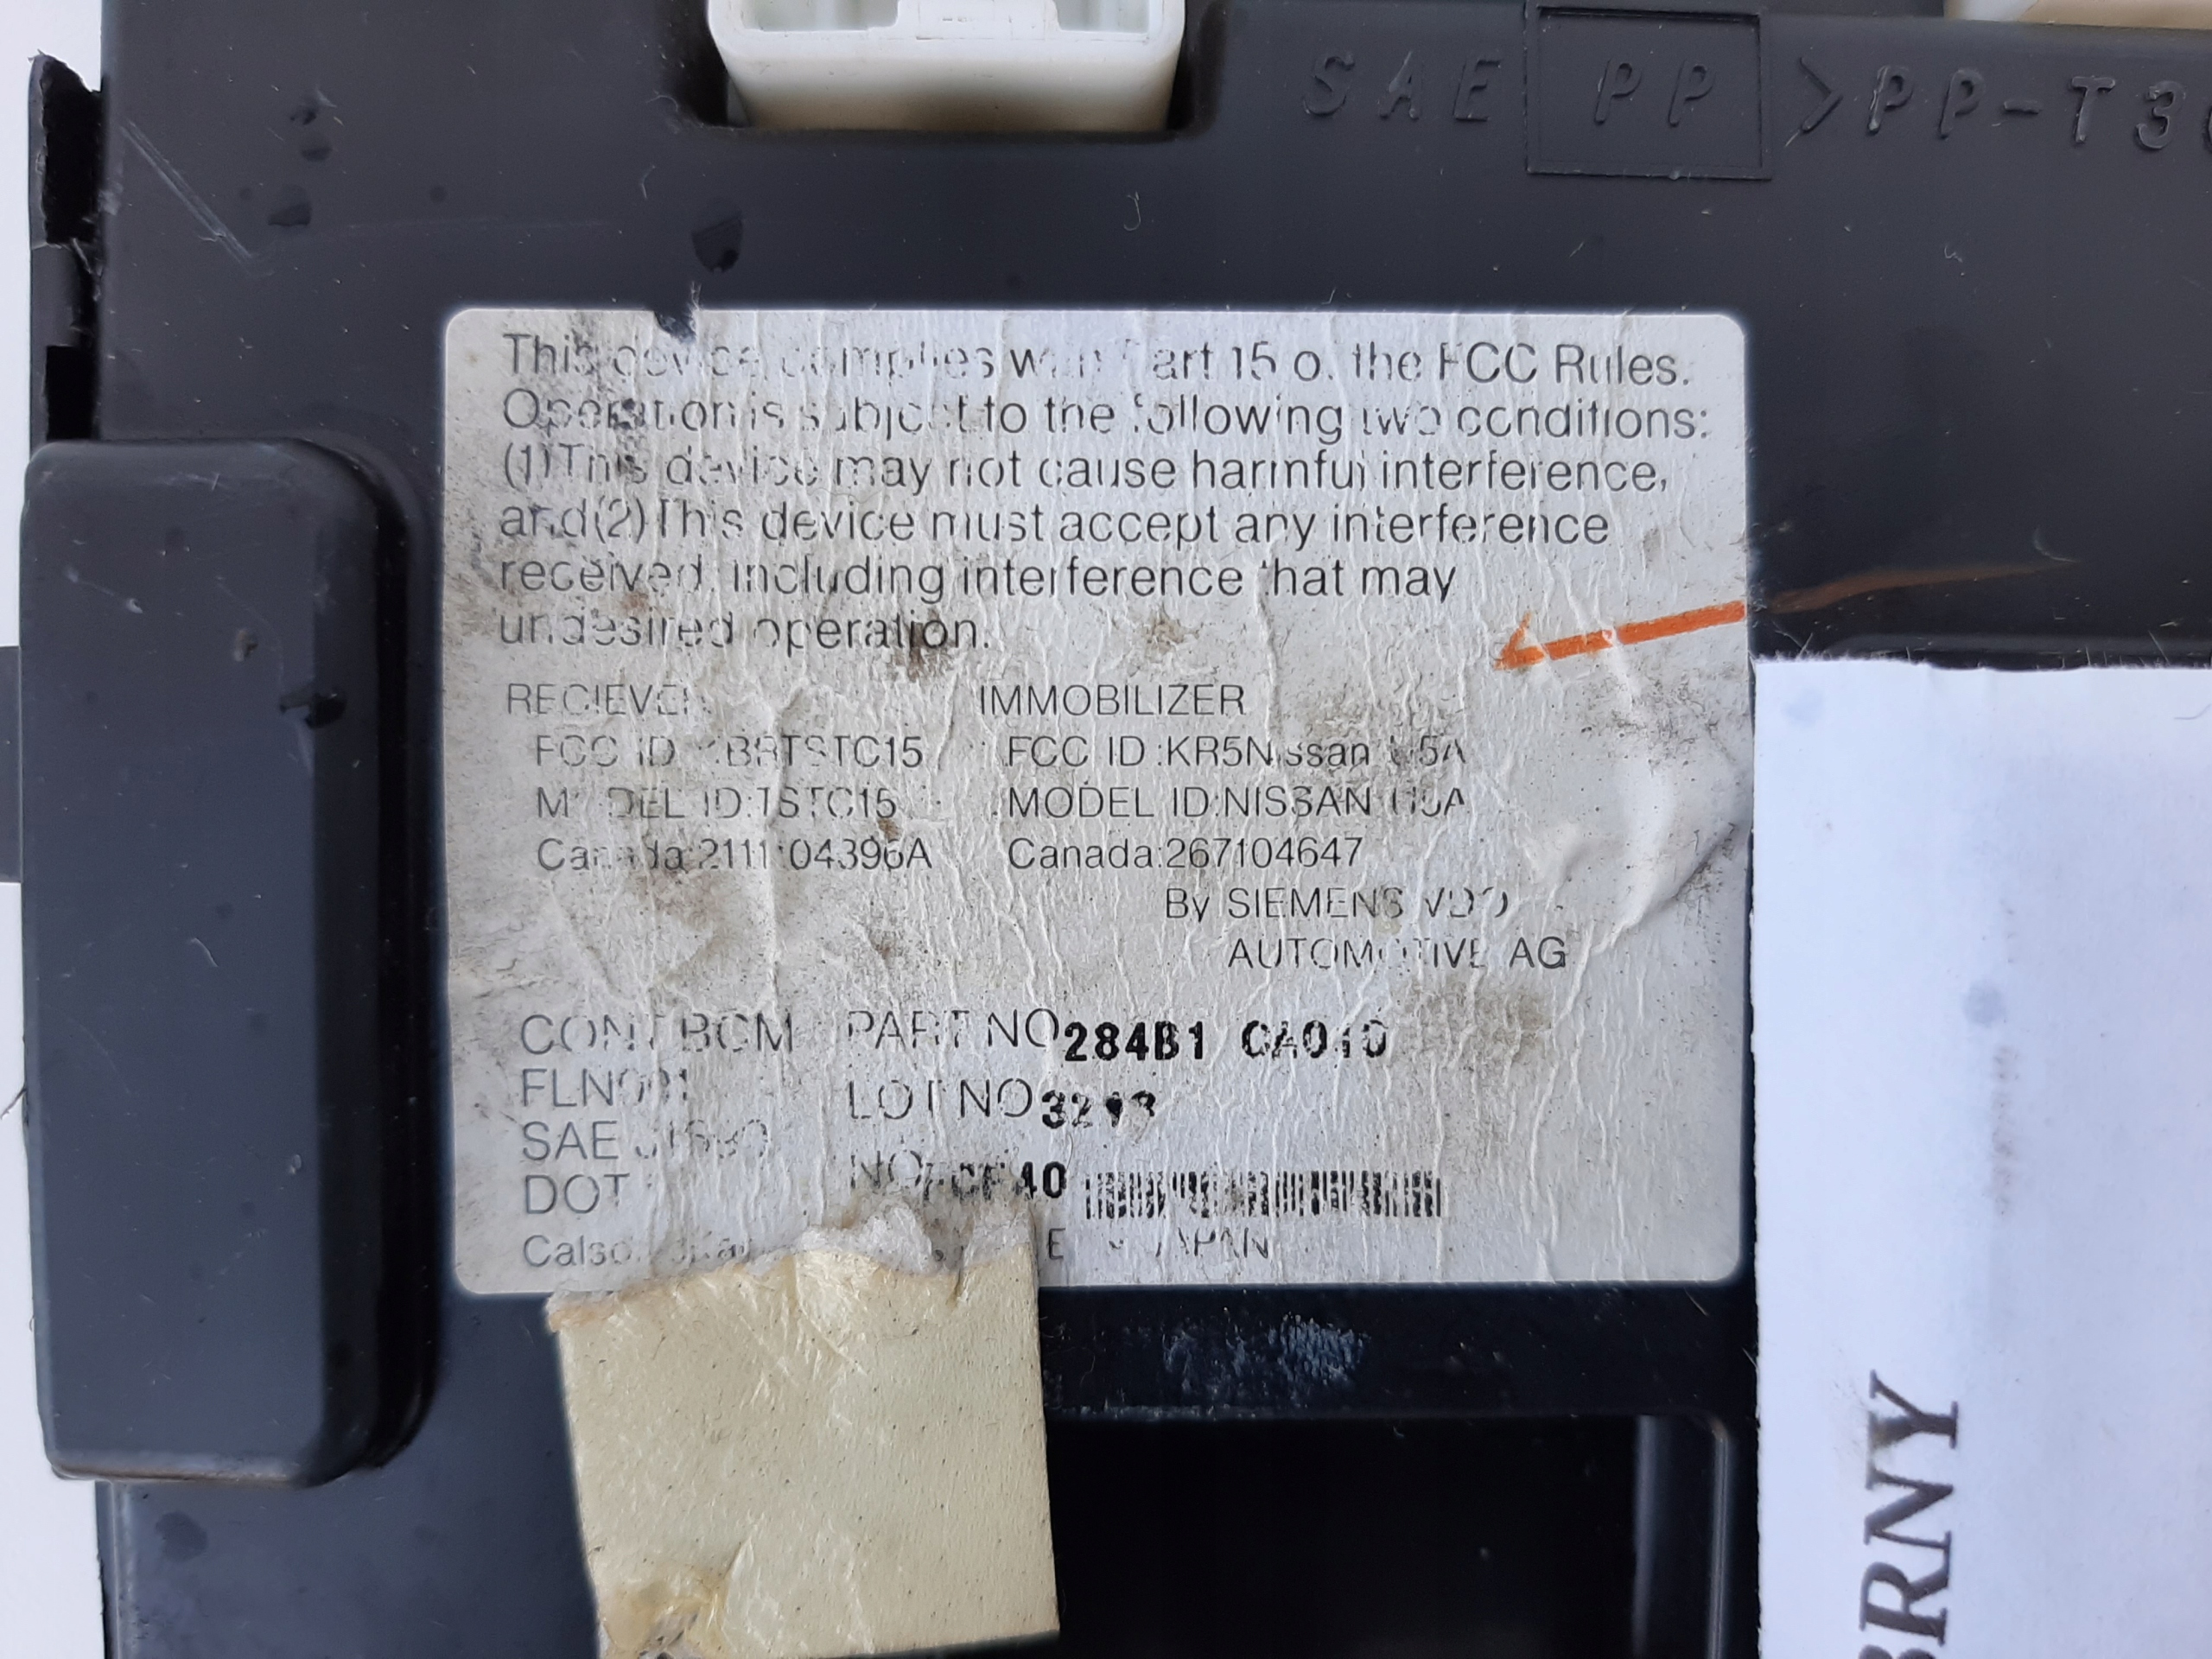 SAE PP >PP-T3
This device complies with Part 15 of the FCC Rules.
Operation is subject to the following two conditions:
(1)This device may not cause harmful interference,
and(2)This device must accept any interference
received, including interference that may
undesired operation.
RECIEVER
IMMOBILIZER
FCC ID
FCC ID :KR5Nissan
MODEL ID:TSTC15
MODEL ID:NISSAN
Canada:
Canada:267104647
By SIEMENS VDO
AUTOMOTIVE AG
CONT BCM
PART NO 284B1 CA010
FLN001
LOT NO
SAE
DOT
NO
JAPAN
BRNY